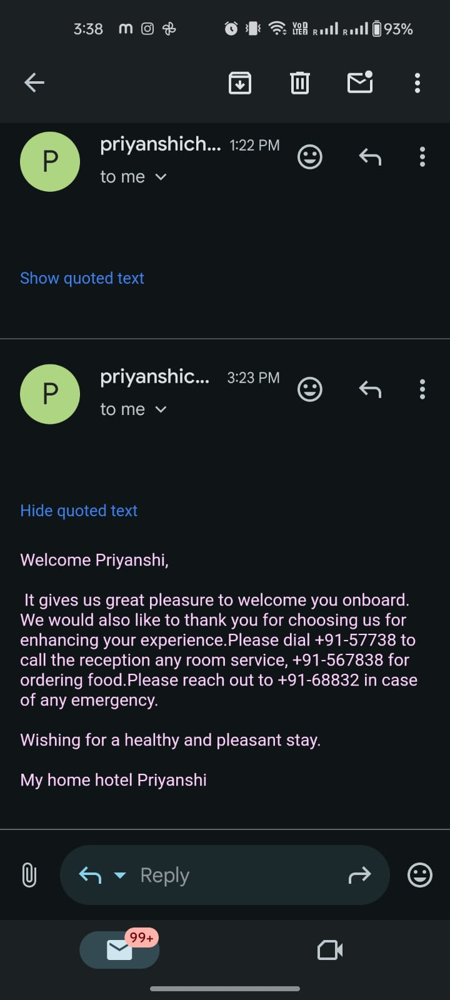 3:38 m VoD LTE2 R R 93%
priyanshich... 1:22 PM
P
to me
Show quoted text
priyanshic... 3:23 PM
P
to me
Hide quoted text
Welcome Priyanshi,
It gives us great pleasure to welcome you onboard.
We would also like to thank you for choosing us for
enhancing your experience.Please dial +91-57738 to
call the reception any room service, +91-567838 for
ordering food.Please reach out to +91-68832 in case
of any emergency.
Wishing for a healthy and pleasant stay.
My home hotel Priyanshi
Reply
99+